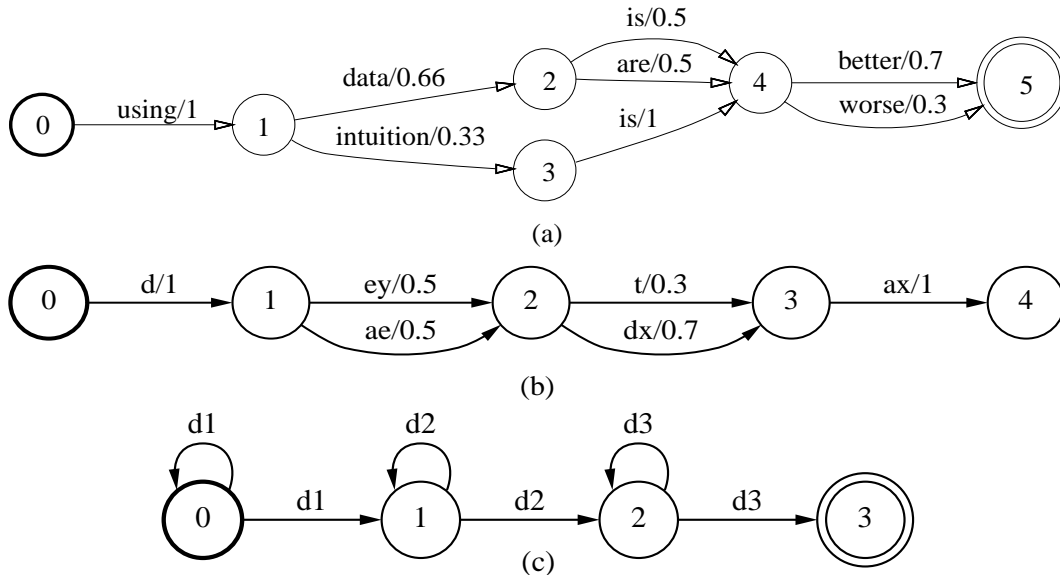 is/0.5
data/0.66 2 are/0.5 better/0.7
using/1 4 5
0 1 worse/0.3
intuition/0.33 is/1
3
(a)
d/1 ey/0.5 t/0.3 ax/1
0 1 2 3 4
ae/0.5 dx/0.7
(b)
d1 d2 d3
0 d1 1 d2 2 d3 3
(c)